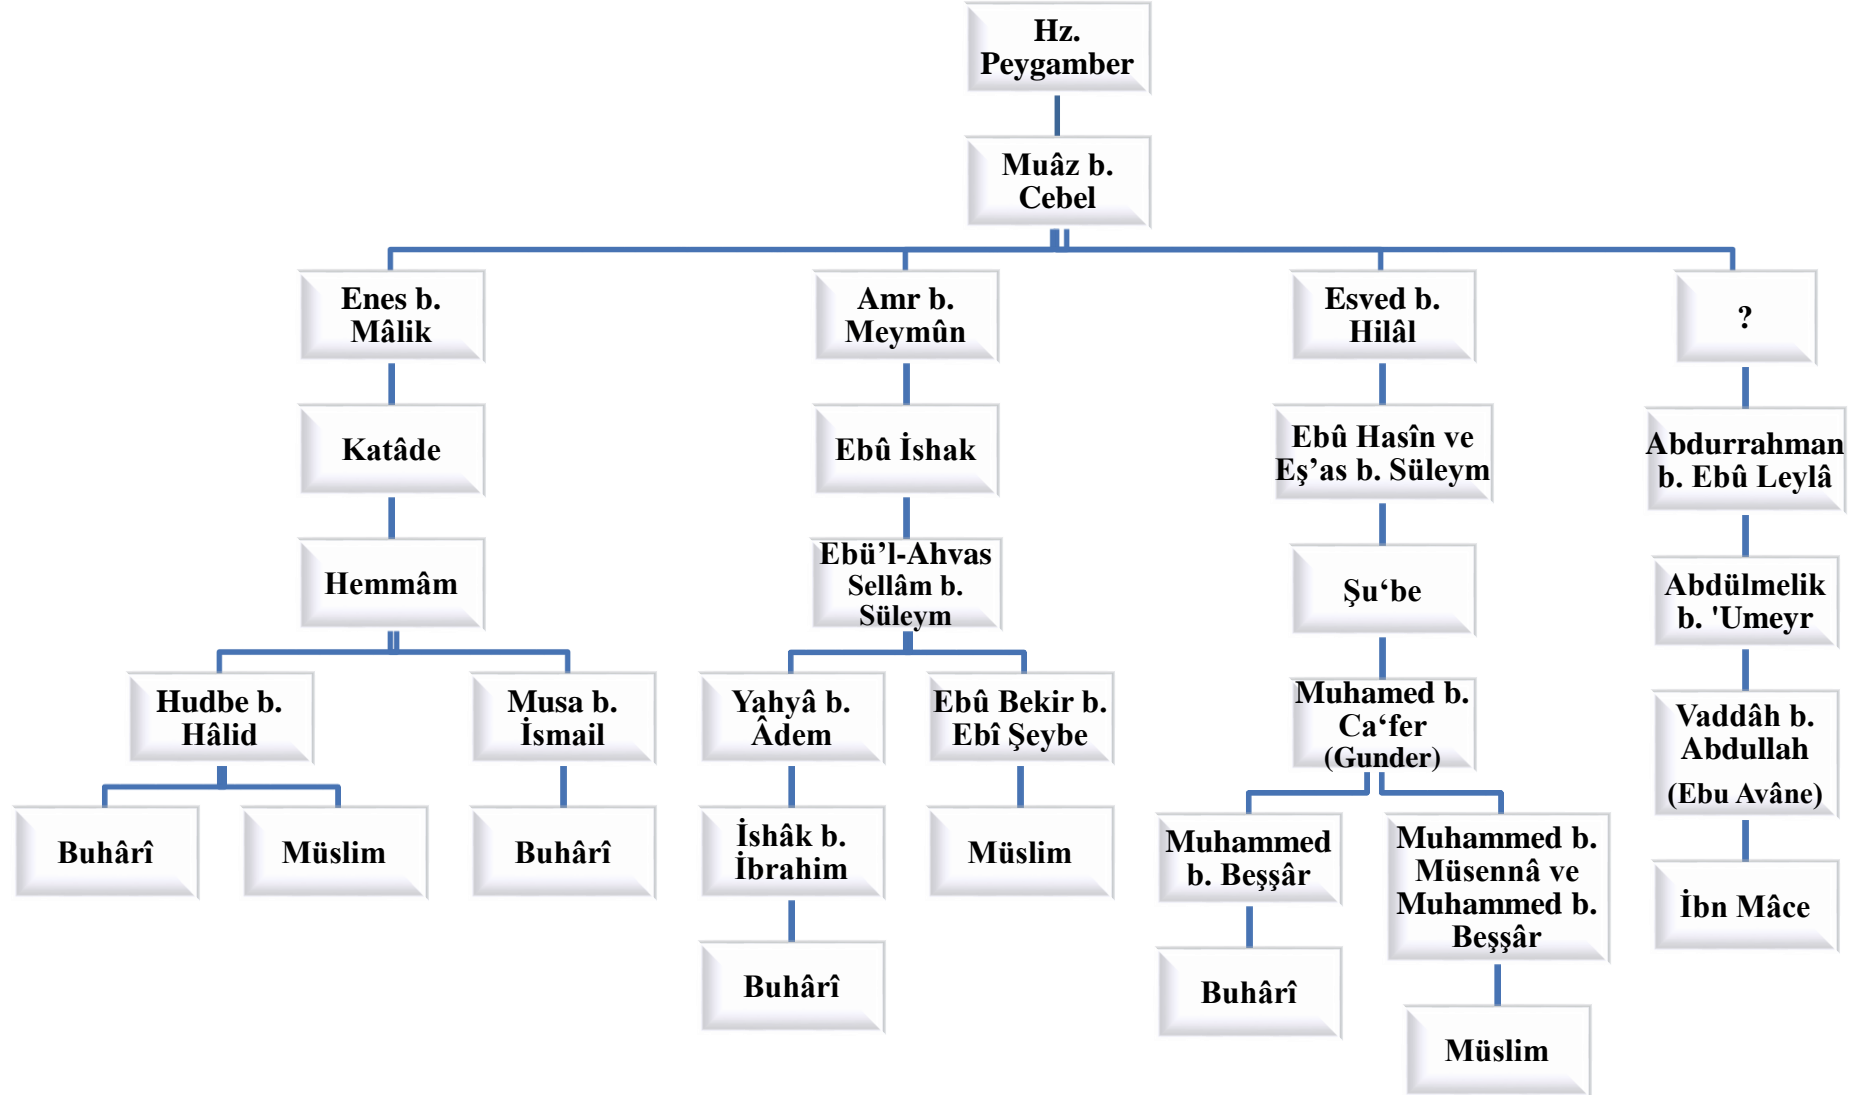 Hz.
Peygamber
Muâz b.
Cebel
Enes b.
Mâlik
Amr b.
Meymûn
Esved b.
Hilâl
?
Katâde
Ebû İshak
Ebû Hasîn ve
Eş’as b. Süleym
Abdurrahman
b. Ebû Leylâ
Hemmâm
Ebü’l-Ahvas
Sellâm b.
Süleym
Şu‘be
Abdülmelik
b. 'Umeyr
Hudbe b.
Hâlid
Musa b.
İsmail
Yahyâ b.
Âdem
Ebû Bekir b.
Ebî Şeybe
Muhamed b.
Ca‘fer
(Gunder)
Vaddâh b.
Abdullah
(Ebu Avâne)
Buhârî
Müslim
Buhârî
İshâk b.
İbrahim
Müslim
Muhammed
b. Beşşâr
Muhammed b.
Müsennâ ve
Muhammed b.
Beşşâr
İbn Mâce
Buhârî
Buhârî
Müslim